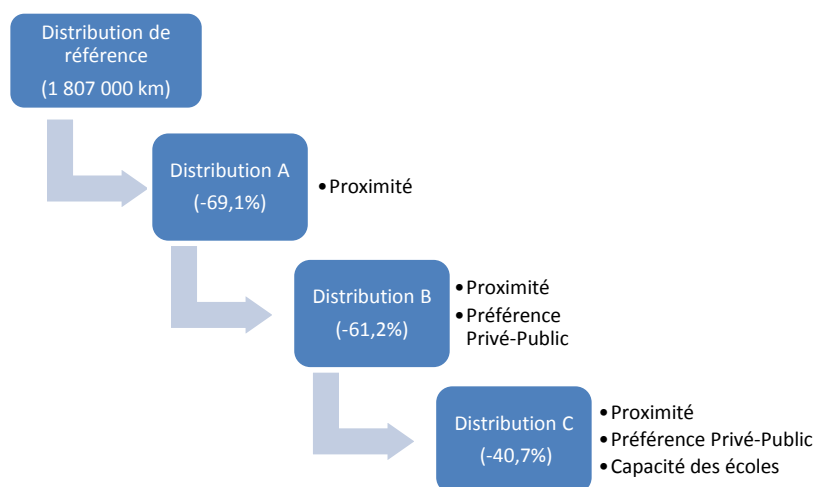 Distribution de
référence
(1 807 000 km)
Distribution A
(-69,1%)
•Proximité
Distribution B
(-61,2%)
•Proximité
•Préférence
Privé-Public
Distribution C
(-40,7%)
•Proximité
•Préférence Privé-Public
•Capacité des écoles